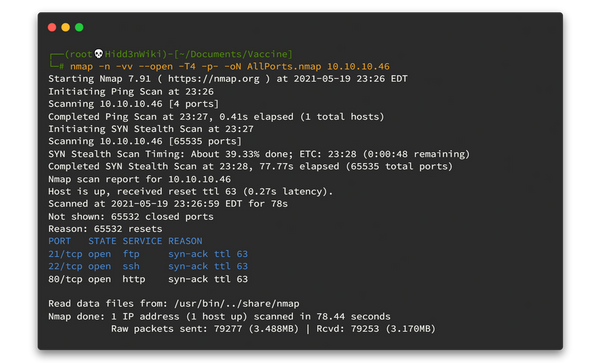 ┌──(root💀Hidd3nWiki)-[~/Documents/Vaccine]
└─# nmap -n -vv --open -T4 -p- -oN AllPorts.nmap 10.10.10.46
Starting Nmap 7.91 ( https://nmap.org ) at 2021-05-19 23:26 EDT
Initiating Ping Scan at 23:26
Scanning 10.10.10.46 [4 ports]
Completed Ping Scan at 23:27, 0.41s elapsed (1 total hosts)
Initiating SYN Stealth Scan at 23:27
Scanning 10.10.10.46 [65535 ports]
SYN Stealth Scan Timing: About 39.33% done; ETC: 23:28 (0:00:48 remaining)
Completed SYN Stealth Scan at 23:28, 77.77s elapsed (65535 total ports)
Nmap scan report for 10.10.10.46
Host is up, received reset ttl 63 (0.27s latency).
Scanned at 2021-05-19 23:26:59 EDT for 78s
Not shown: 65532 closed ports
Reason: 65532 resets
PORT   STATE SERVICE REASON
21/tcp open  ftp     syn-ack ttl 63
22/tcp open  ssh     syn-ack ttl 63
80/tcp open  http    syn-ack ttl 63
Read data files from: /usr/bin/../share/nmap
Nmap done: 1 IP address (1 host up) scanned in 78.44 seconds
Raw packets sent: 79277 (3.488MB) | Rcvd: 79253 (3.170MB)